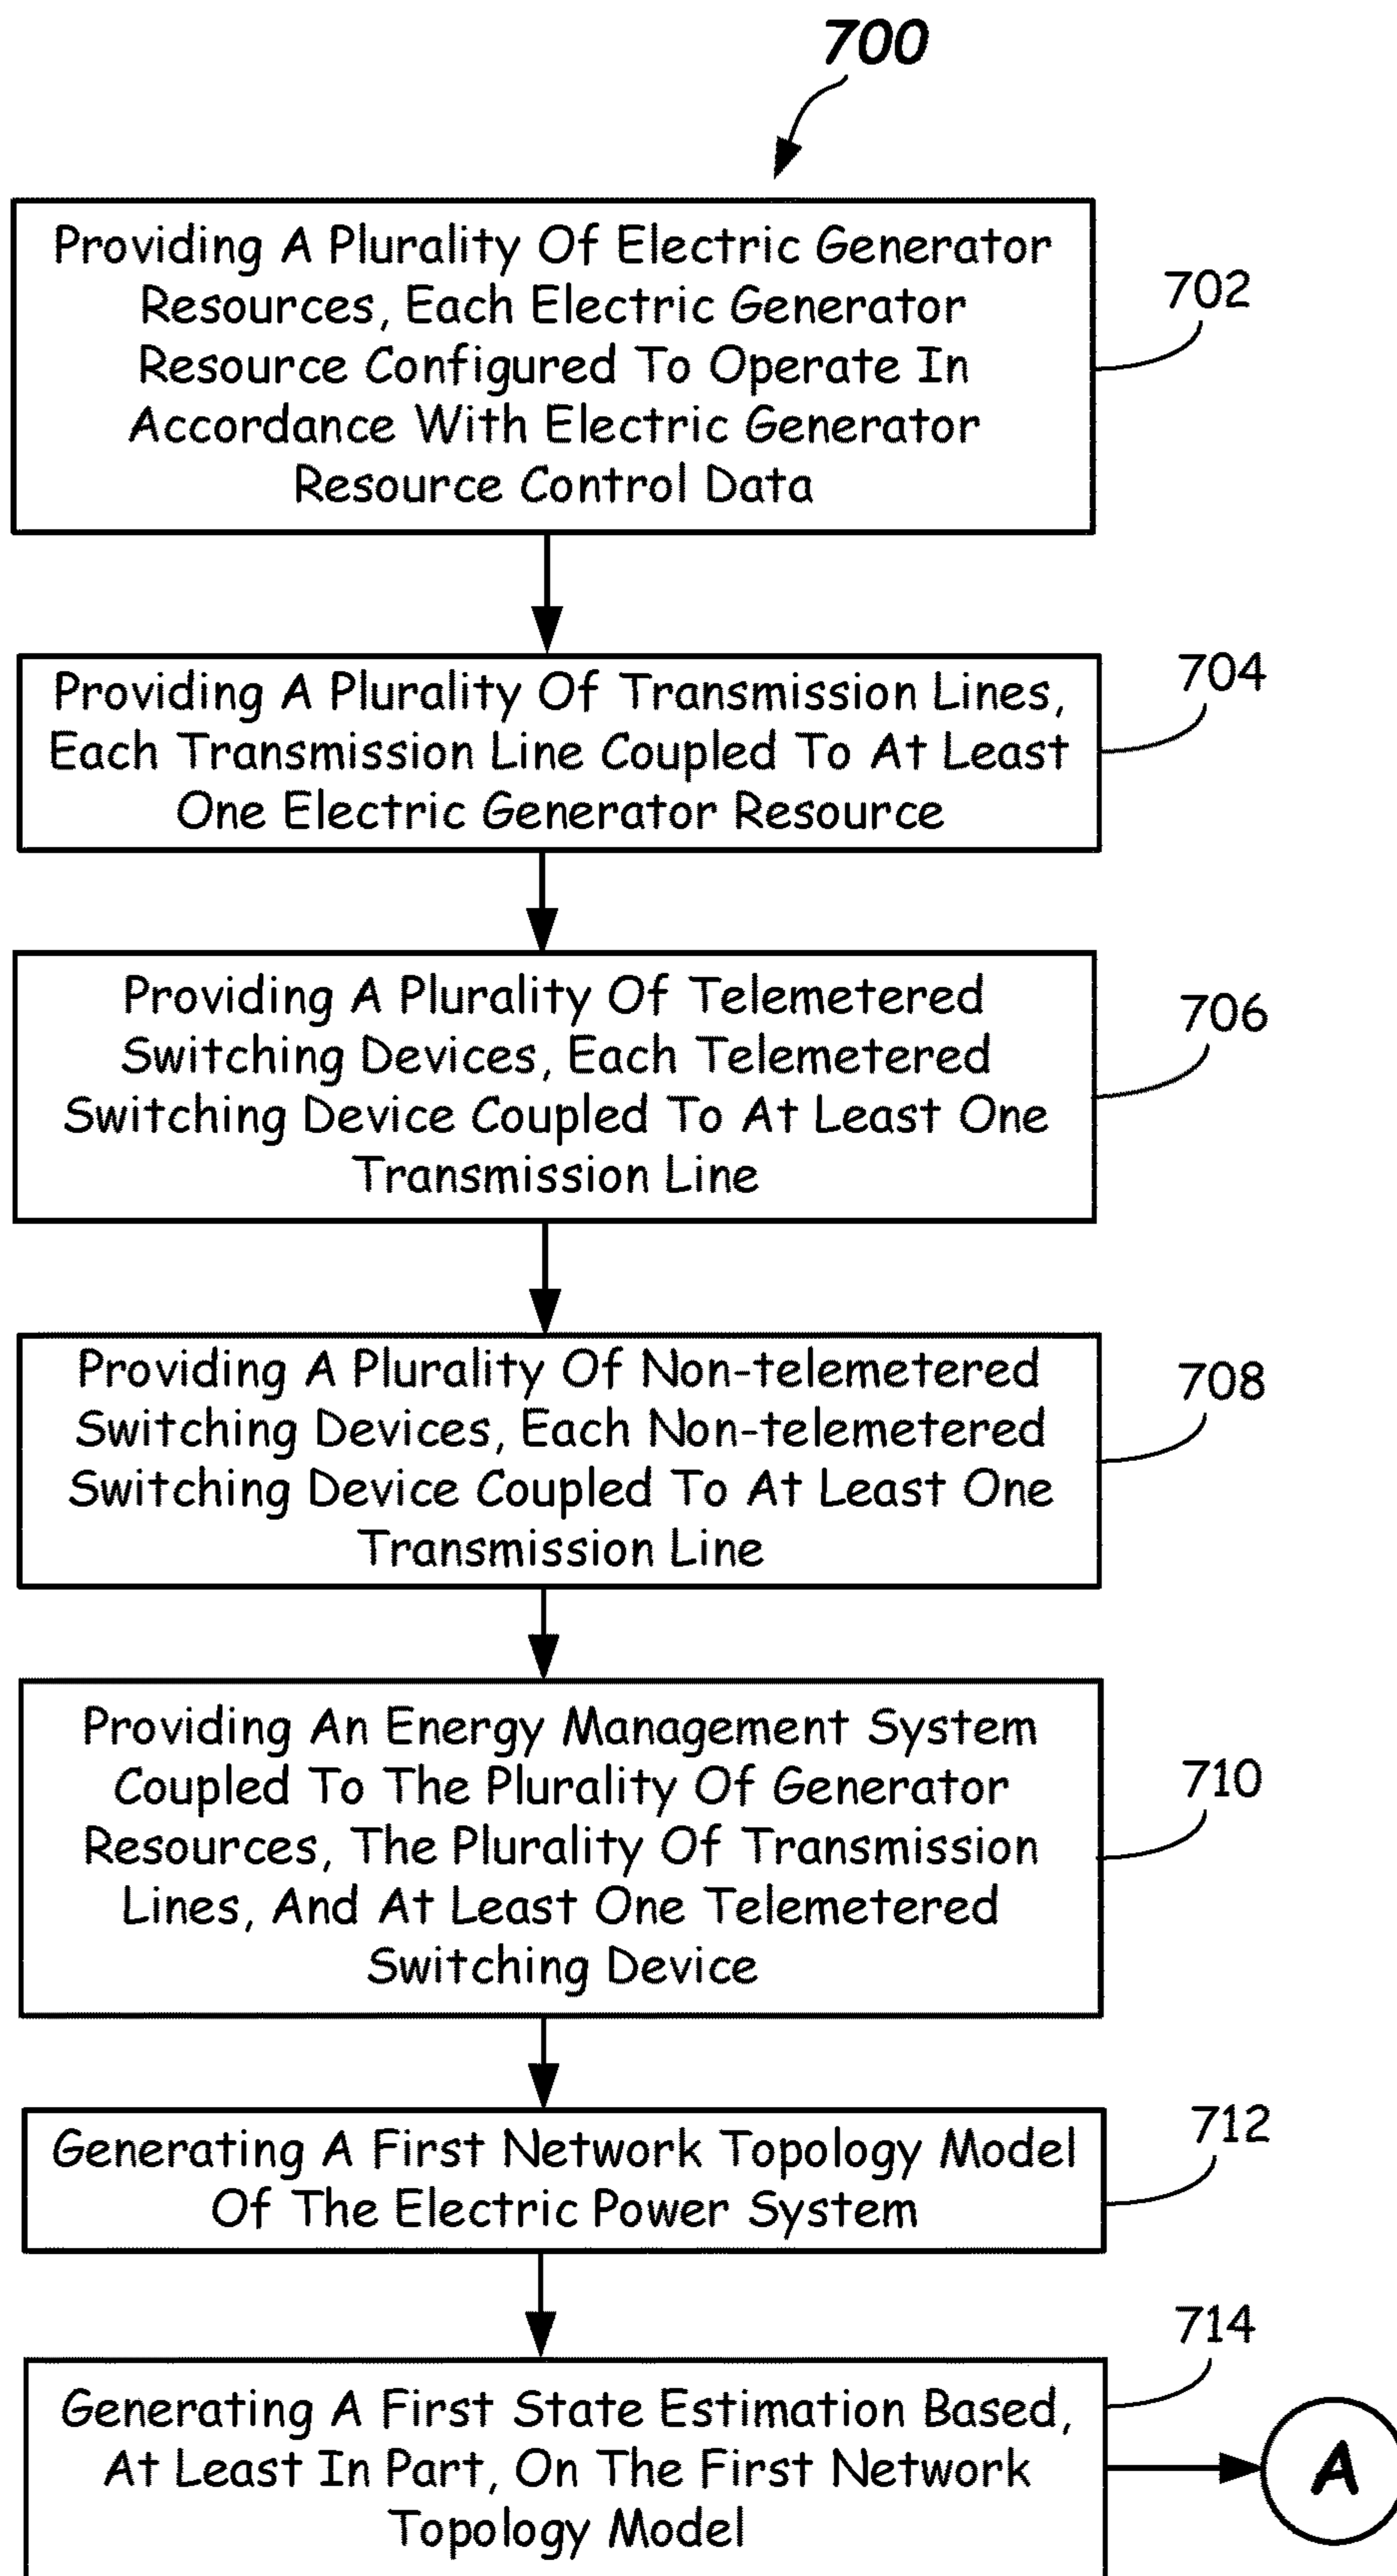 700
Providing A Plurality Of Electric Generator
Resources, Each Electric Generator
Resource Configured To Operate In
Accordance With Electric Generator
Resource Control Data
702
Providing A Plurality Of Transmission Lines,
Each Transmission Line Coupled To At Least
One Electric Generator Resource
704
Providing A Plurality Of Telemetered
Switching Devices, Each Telemetered
Switching Device Coupled To At Least One
Transmission Line
706
Providing A Plurality Of Non-telemetered
Switching Devices, Each Non-telemetered
Switching Device Coupled To At Least One
Transmission Line
708
Providing An Energy Management System
Coupled To The Plurality Of Generator
Resources, The Plurality Of Transmission
Lines, And At Least One Telemetered
Switching Device
710
Generating A First Network Topology Model
Of The Electric Power System
712
Generating A First State Estimation Based,
At Least In Part, On The First Network
Topology Model
714
A